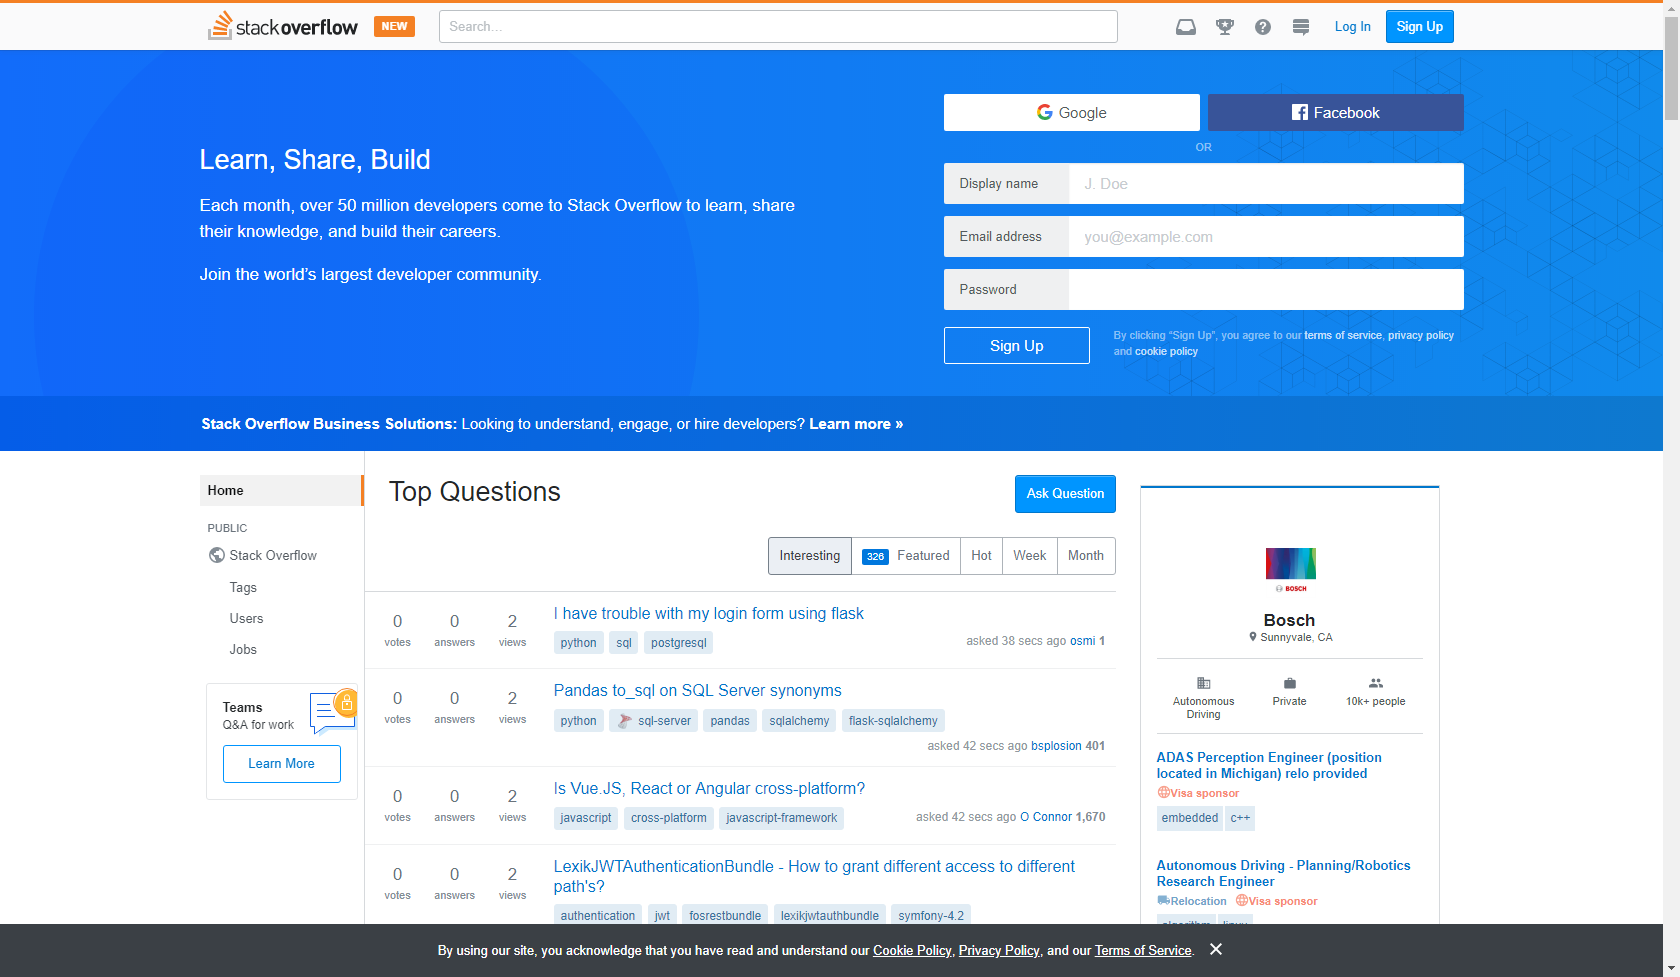 stackoverflow NEW Search... Log In Sign Up
Google Facebook
OR
Learn, Share, Build
Each month, over 50 million developers come to Stack Overflow to learn, share
their knowledge, and build their careers.
Join the world's largest developer community.
Display name J. Doe
Email address you@example.com
Password
Sign Up
By clicking “Sign Up”, you agree to our terms of service, privacy policy
and cookie policy
Stack Overflow Business Solutions: Looking to understand, engage, or hire developers? Learn more »
Home
PUBLIC
Stack Overflow
Tags
Users
Jobs
Teams
Q&A for work
Learn More
Top Questions
Ask Question
Interesting 326 Featured Hot Week Month
0 votes 0 answers 2 views
I have trouble with my login form using flask
python sql postgresql
asked 38 secs ago osmi 1
0 votes 0 answers 2 views
Pandas to_sql on SQL Server synonyms
python sql-server pandas sqlalchemy flask-sqlalchemy
asked 42 secs ago bsplosion 401
0 votes 0 answers 2 views
Is Vue.JS, React or Angular cross-platform?
javascript cross-platform javascript-framework
asked 42 secs ago O Connor 1,670
0 votes 0 answers 2 views
LexikJWTAuthenticationBundle - How to grant different access to different
path's?
authentication jwt fosrestbundle lexikjwtauthbundle symfony-4.2
BOSCH
Bosch
Sunnyvale, CA
Autonomous
Driving
Private
10k+ people
ADAS Perception Engineer (position
located in Michigan) relo provided
Visa sponsor
embedded c++
Autonomous Driving - Planning/Robotics
Research Engineer
Relocation Visa sponsor
By using our site, you acknowledge that you have read and understand our Cookie Policy, Privacy Policy, and our Terms of Service.